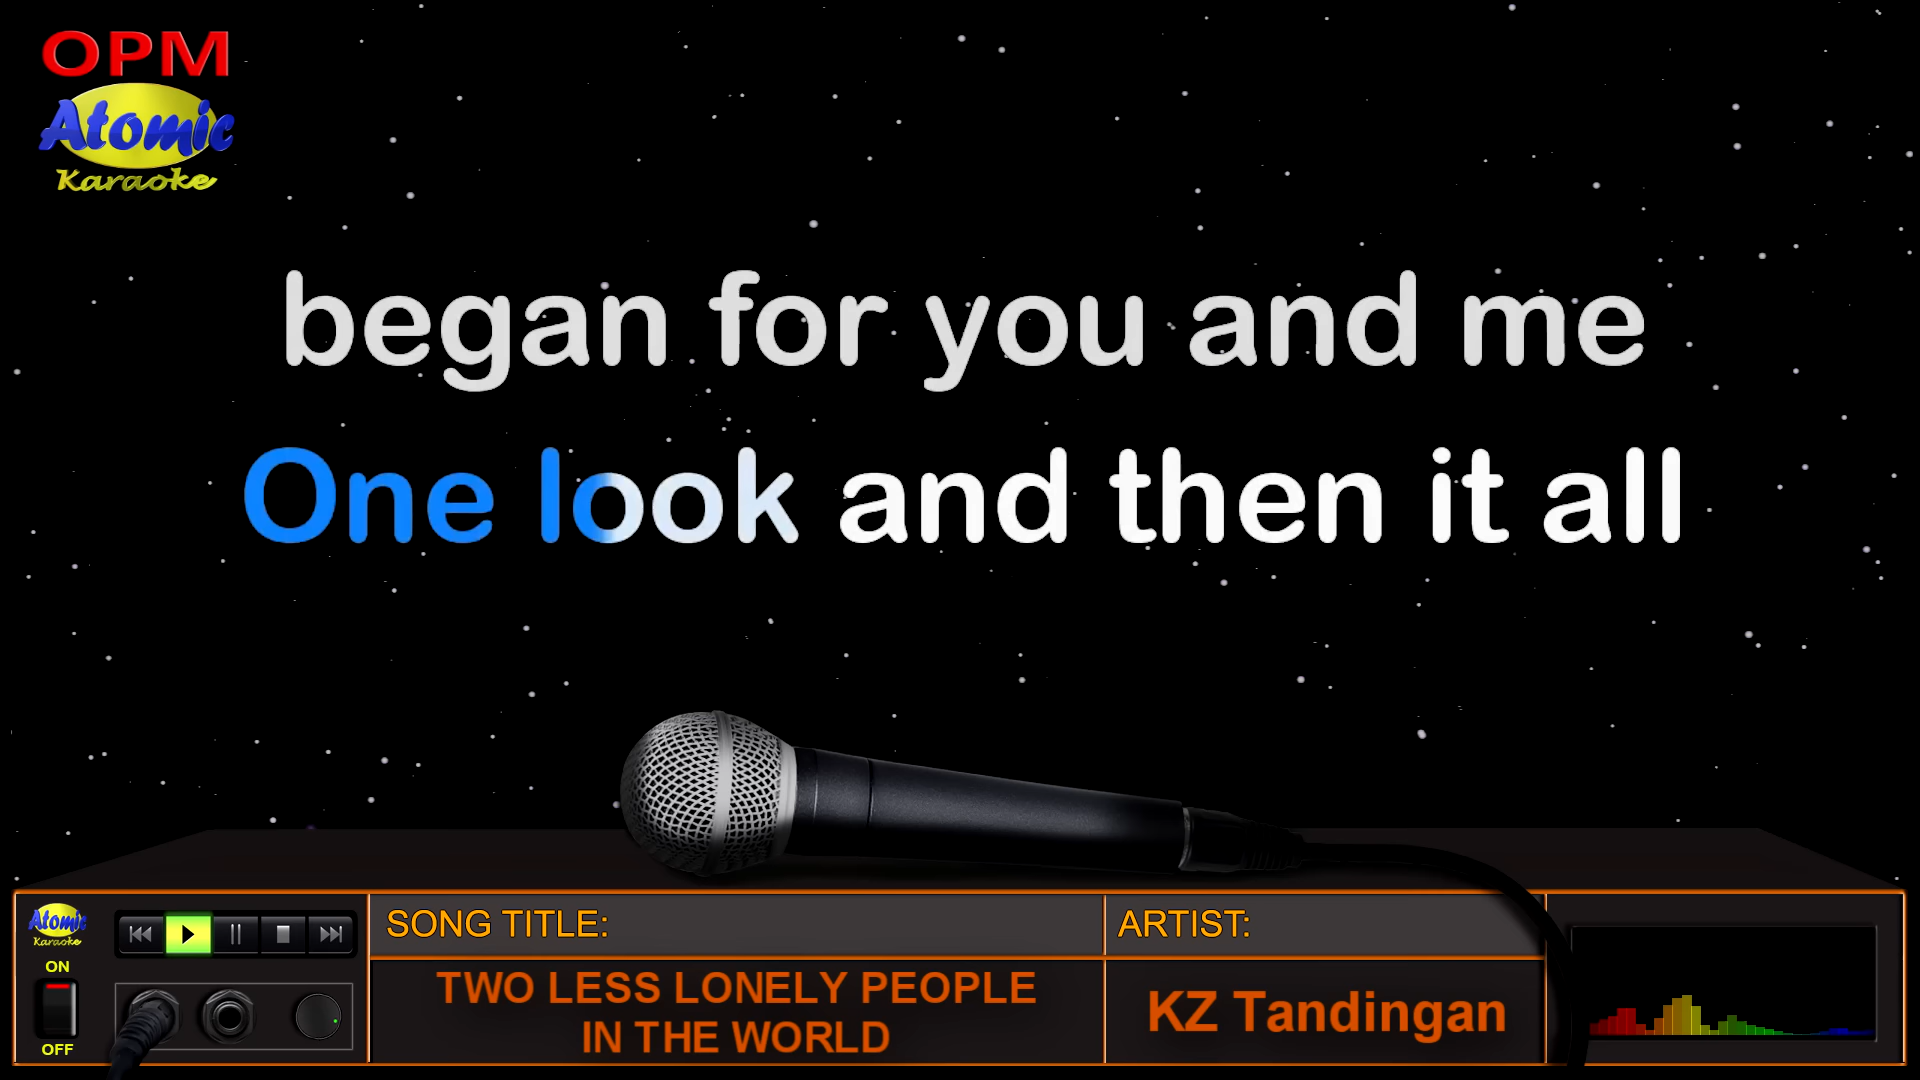 OPM
Atomic
Karaoke
began for you and me
One look and then it all
Atomic
Karaoke
ON
OFF
SONG TITLE:
TWO LESS LONELY PEOPLE
IN THE WORLD
ARTIST:
KZ Tandingan